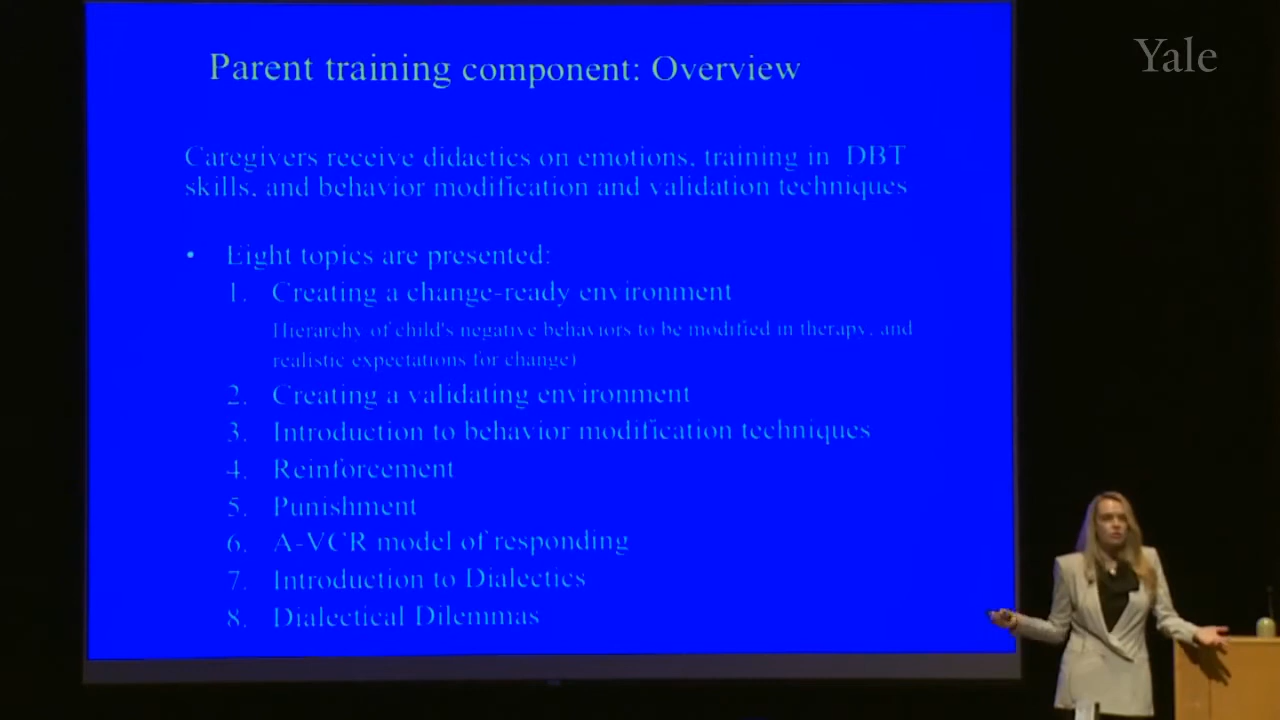 Yale
Parent training component: Overview
Caregivers receive didactics on emotions, training in DBT
skills, and behavior modification and validation techniques
• Eight topics are presented:
1. Creating a change-ready environment
Hierarchy of child's negative behaviors to be modified in therapy, and
realistic expectations for change)
2. Creating a validating environment
3. Introduction to behavior modification techniques
4. Reinforcement
5. Punishment
6. A-VCR model of responding
7. Introduction to Dialectics
8. Dialectical Dilemmas